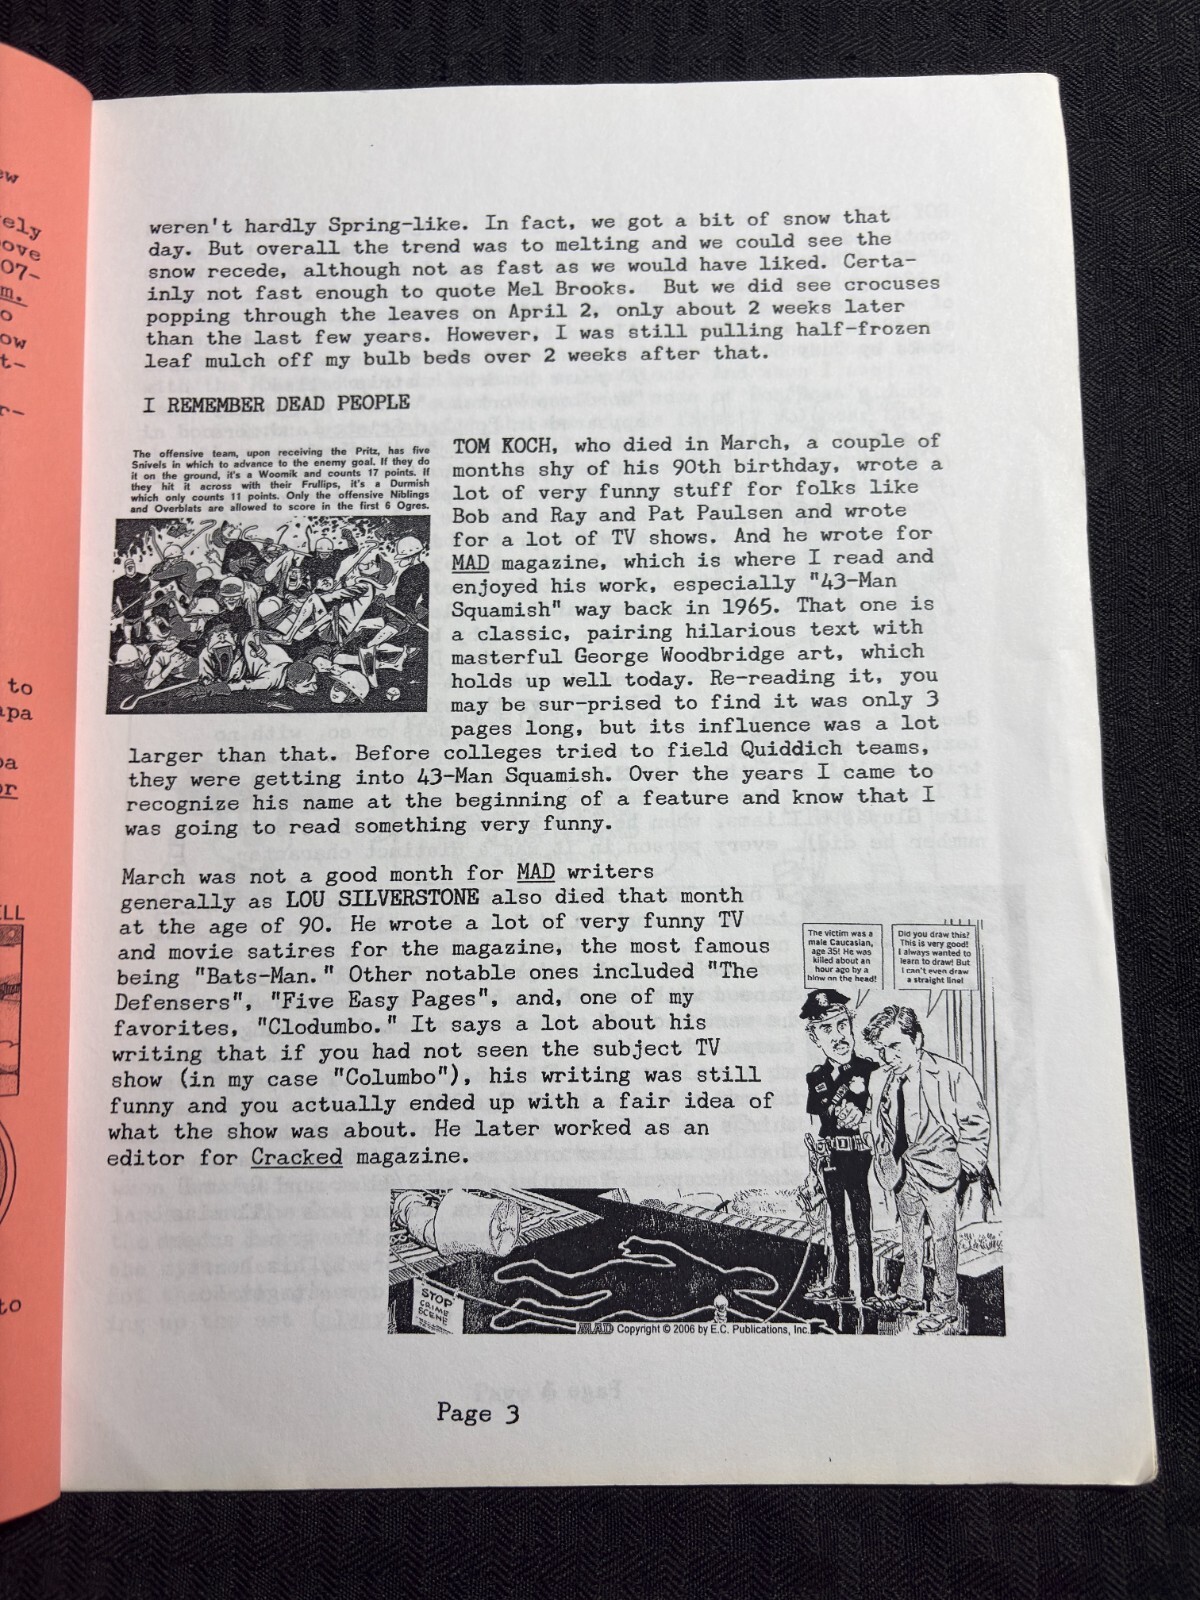 ew
ely
ove
07-
m.
o
ow
t-
r-
to
apa
pa
or
ELL
to
weren't hardly Spring-like. In fact, we got a bit of snow that
day. But overall the trend was to melting and we could see the
snow recede, although not as fast as we would have liked. Certa-
inly not fast enough to quote Mel Brooks. But we did see crocuses
popping through the leaves on April 2, only about 2 weeks later
than the last few years. However, I was still pulling half-frozen
leaf mulch off my bulb beds over 2 weeks after that.
I REMEMBER DEAD PEOPLE
The offensive team, upon receiving the Pritz, has five
Snivels in which to advance to the enemy goal. If they do
it on the ground, it's a Woomik and counts 17 points. If
they hit it across with their Frullips, it's a Durmish
which only counts 11 points. Only the offensive Niblings
and Overblats are allowed to score in the first 6 Ogres.
TOM KOCH, who died in March, a couple of
months shy of his 90th birthday, wrote a
lot of very funny stuff for folks like
Bob and Ray and Pat Paulsen and wrote
for a lot of TV shows. And he wrote for
MAD magazine, which is where I read and
enjoyed his work, especially "43-Man
Squamish" way back in 1965. That one is
a classic, pairing hilarious text with
masterful George Woodbridge art, which
holds up well today. Re-reading it, you
may be sur-prised to find it was only 3
pages long, but its influence was a lot
larger than that. Before colleges tried to field Quiddich teams,
they were getting into 43-Man Squamish. Over the years I came to
recognize his name at the beginning of a feature and know that I
was going to read something very funny.
March was not a good month for MAD writers
generally as LOU SILVERSTONE also died that month
at the age of 90. He wrote a lot of very funny TV
and movie satires for the magazine, the most famous
being "Bats-Man." Other notable ones included "The
Defensers", "Five Easy Pages", and, one of my
favorites, "Clodumbo." It says a lot about his
writing that if you had not seen the subject TV
show (in my case "Columbo"), his writing was still
funny and you actually ended up with a fair idea of
what the show was about. He later worked as an
editor for Cracked magazine.
The victim was a
male Caucasian,
age 35! He was
killed about an
hour ago by a
blow on the head!
Did you draw this?
This is very good!
I always wanted to
learn to draw! But
I can't even draw
a straight line!
STOP
CRIME
SCENE
MAD Copyright © 2006 by E.C. Publications, Inc.
Page 3